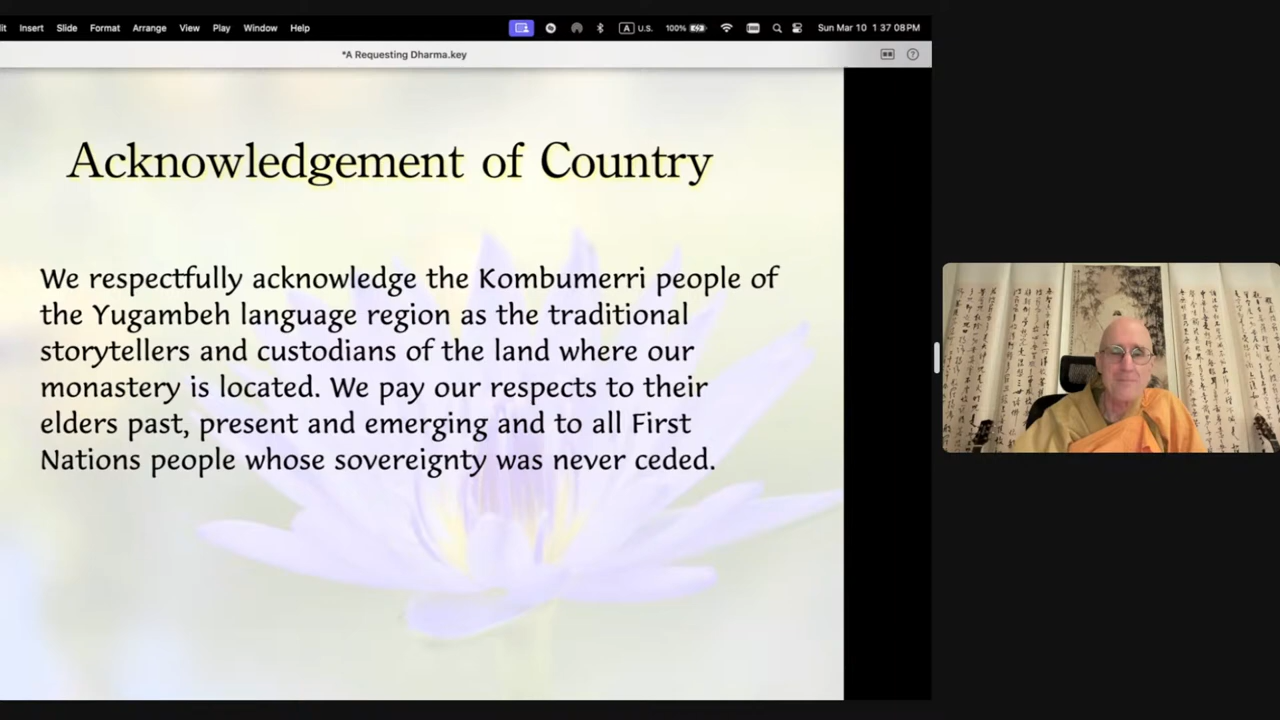 it Insert Slide Format Arrange View Play Window Help A U.S. 100% Sun Mar 10 1 37 08 PM
*A Requesting Dharma.key
Acknowledgement of Country
We respectfully acknowledge the Kombumerri people of
the Yugambeh language region as the traditional
storytellers and custodians of the land where our
monastery is located. We pay our respects to their
elders past, present and emerging and to all First
Nations people whose sovereignty was never ceded.